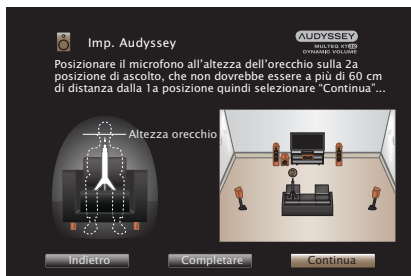 Imp. Audyssey
AUDYSSEY
MULTEQ XT32
DYNAMIC VOLUME
Posizionare il microfono all'altezza dell'orecchio sulla 2a
posizione di ascolto, che non dovrebbe essere a più di 60 cm
di distanza dalla 1a posizione quindi selezionare “Continua”...
Altezza orecchio
2
Indietro
Completare
Continua